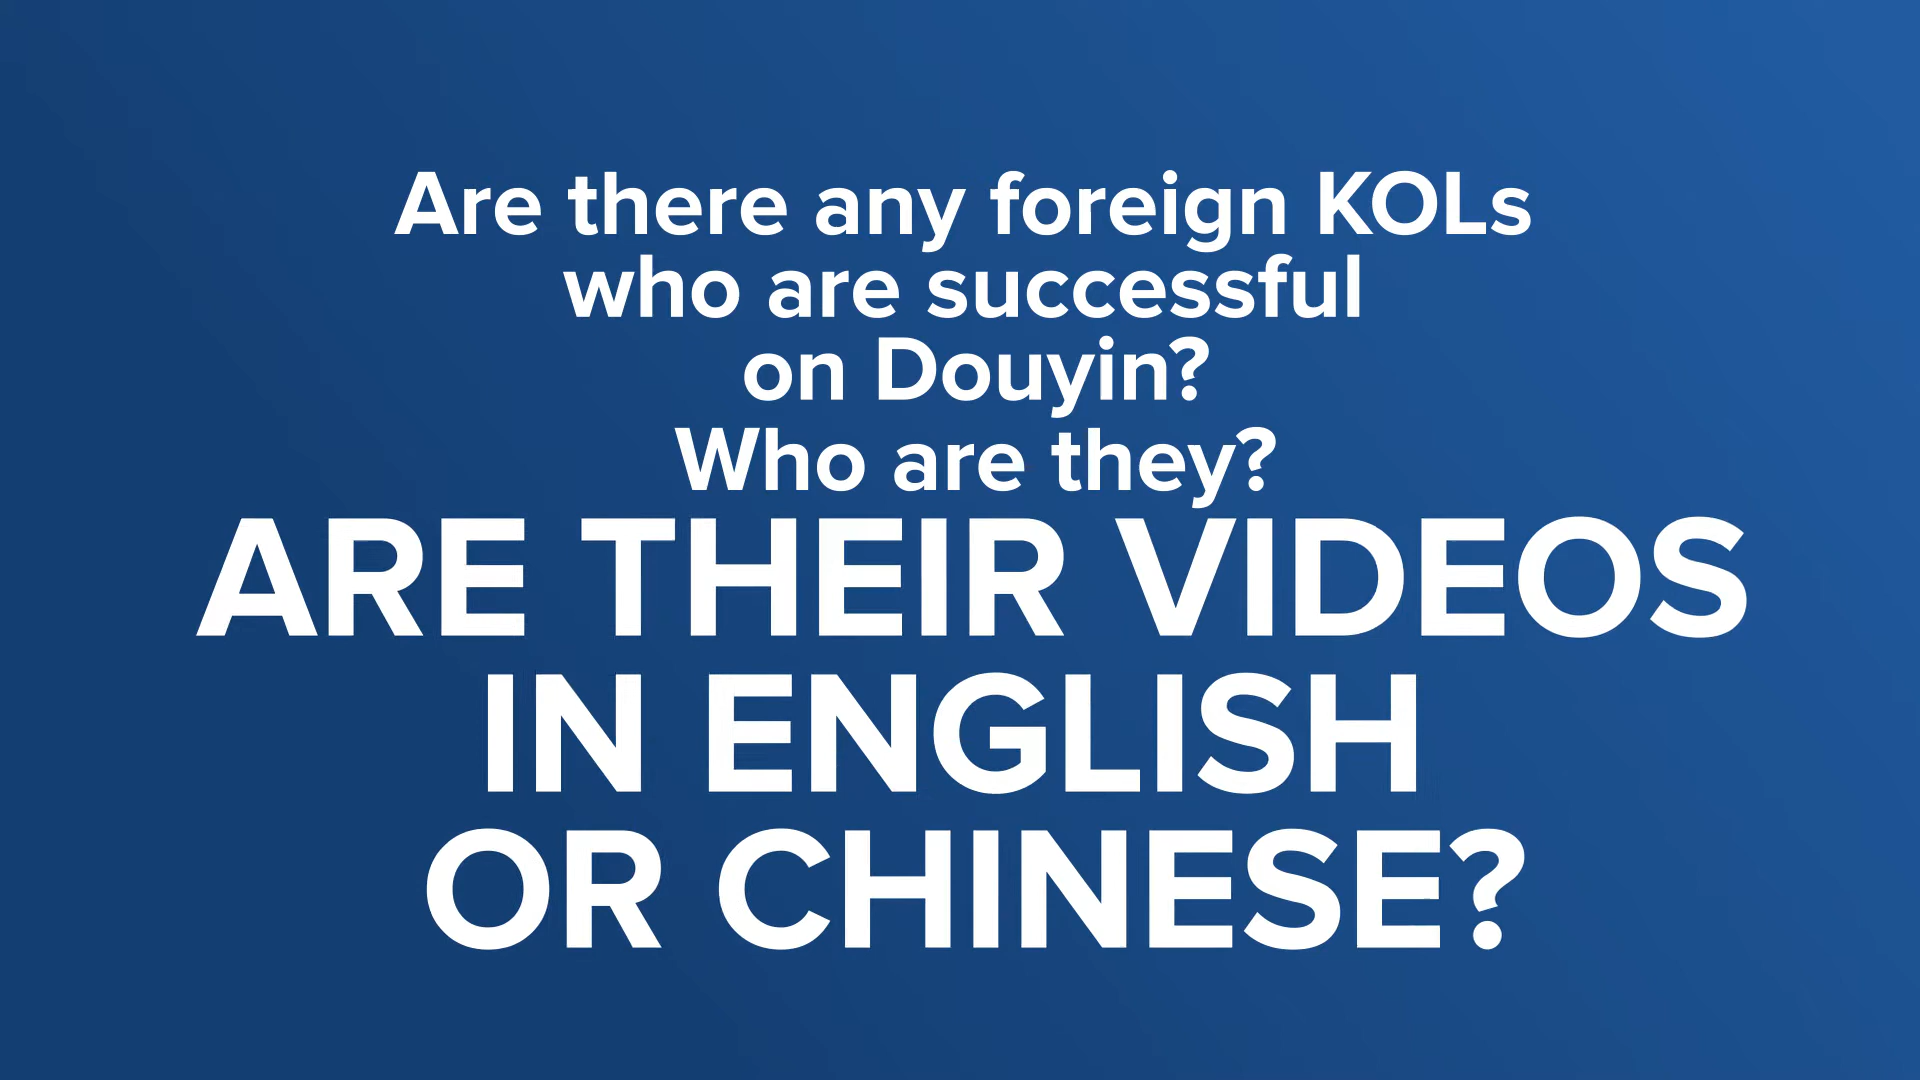 Are there any foreign KOLs
who are successful
on Douyin?
Who are they?
ARE THEIR VIDEOS
IN ENGLISH
OR CHINESE?